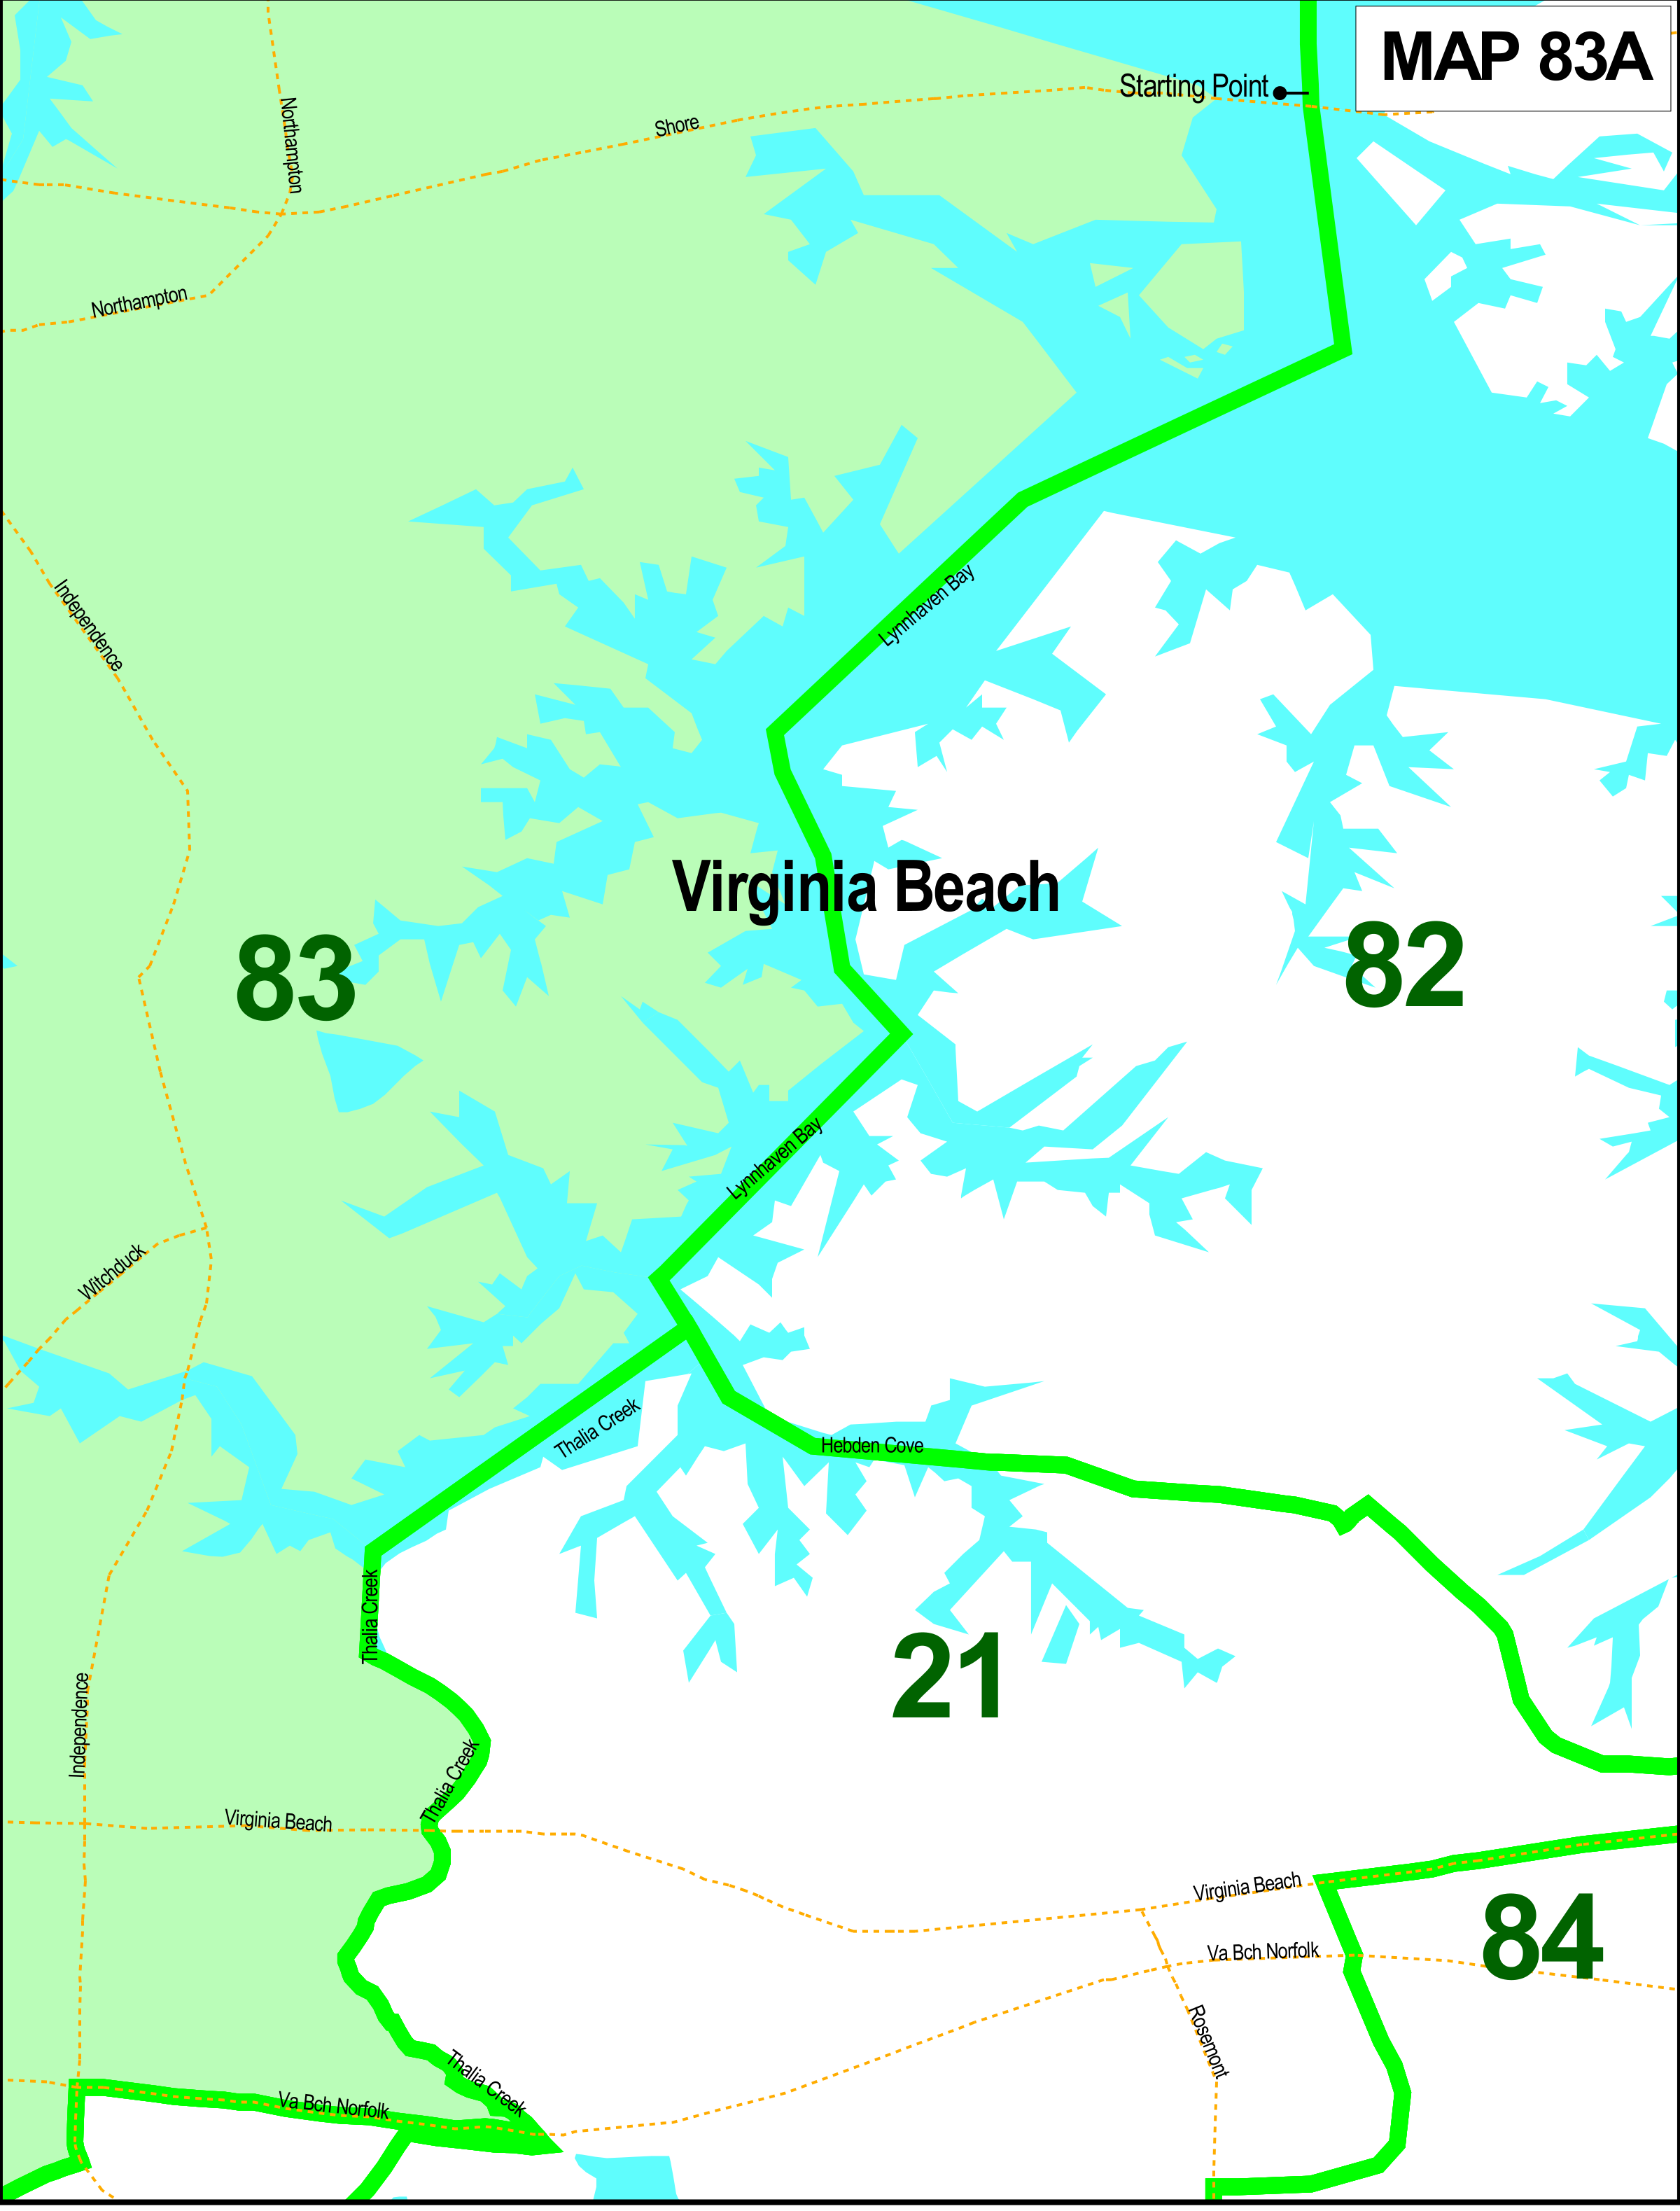 MAP 83A
Starting Point
Northampton
Shore
Northampton
Independence
Lynnhaven Bay
Virginia Beach
83
82
Lynnhaven Bay
Witchduck
Thalia Creek
Hebden Cove
Thalia Creek
21
Independence
Thalia Creek
Virginia Beach
Virginia Beach
84
Va Bch Norfolk
Rosemont
Thalia Creek
Va Bch Norfolk